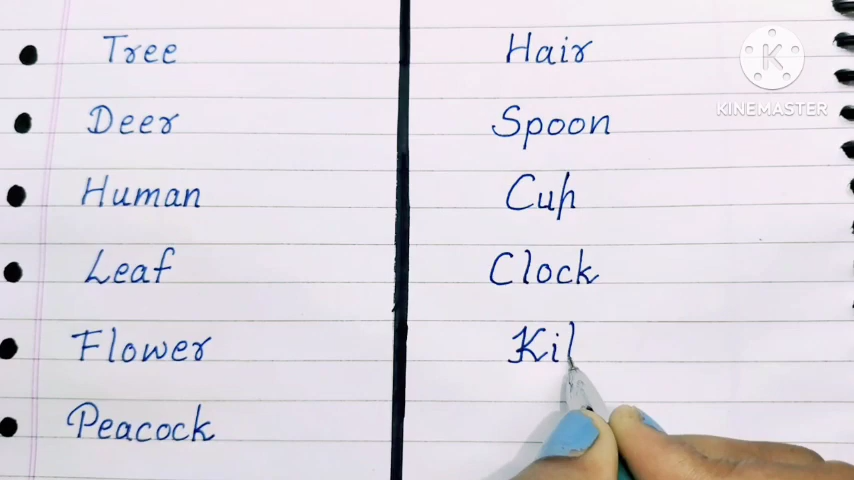 Tree
Deer
Human
Leaf
Flower
Peacock
Hair
Spoon
Cup
Clock
Kil
K
KINEMASTER